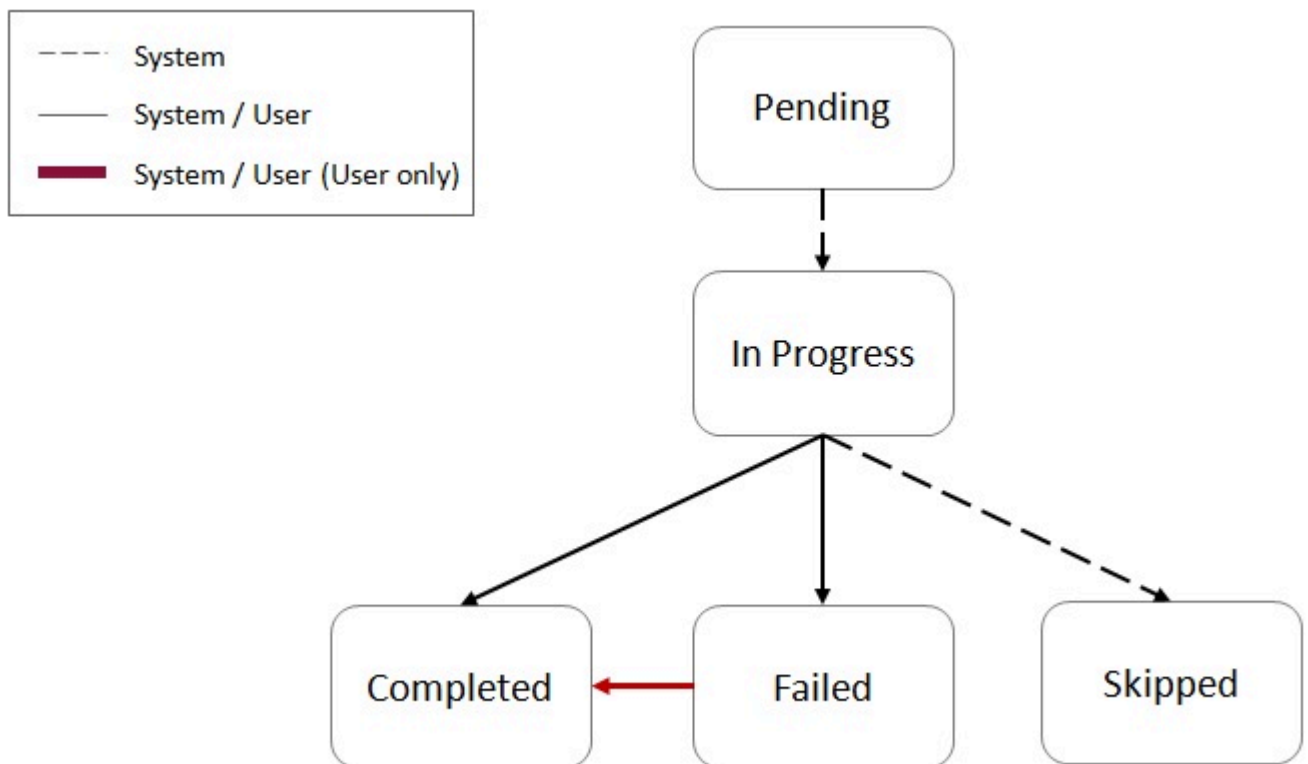 System
System / User
System / User (User only)
Pending
In Progress
Completed
Failed
Skipped